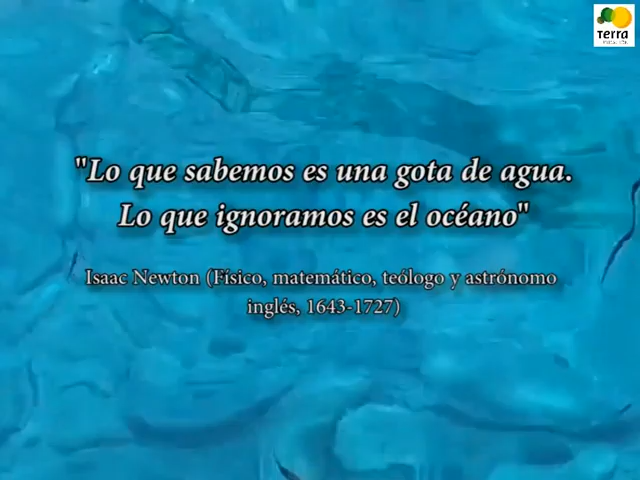 terra
"Lo que sabemos es una gota de agua.
Lo que ignoramos es el océano"
Isaac Newton (Físico, matemático, teólogo y astrónomo
inglés, 1643-1727)